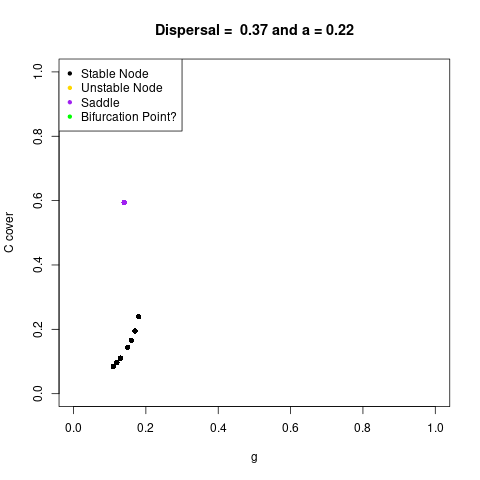 Dispersal =  0.37 and a = 0.22
Stable Node
Unstable Node
Saddle
Bifurcation Point?
C cover
1.0
0.8
0.6
0.4
0.2
0.0
0.0 0.2 0.4 0.6 0.8 1.0
g